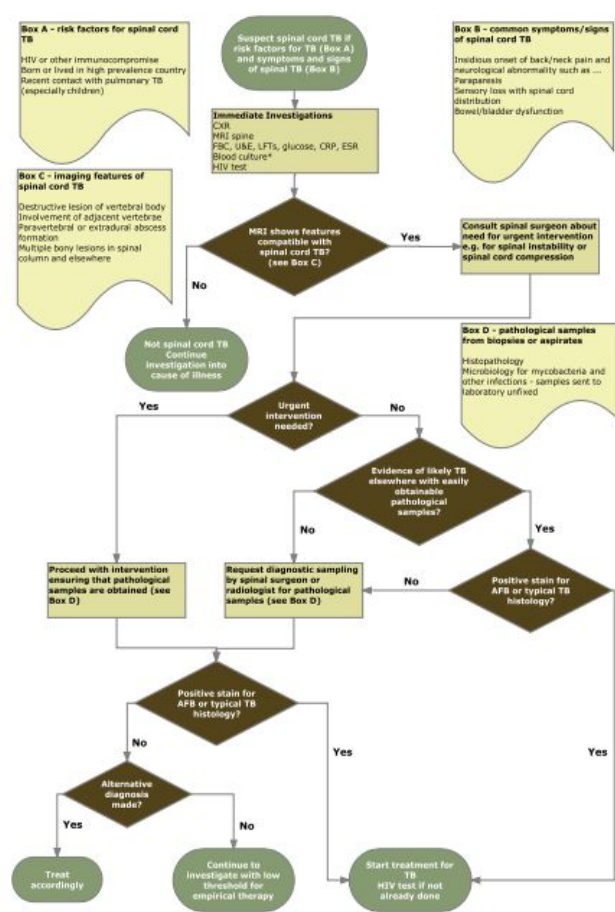 Box A - risk factors for spinal cord
TB
HIV or other immunocompromise
Born or lived in high prevalence country
Recent contact with pulmonary TB
(especially children)
Suspect spinal cord TB if
risk factors for TB (Box A)
and symptoms and signs
of spinal TB (Box B)
Box B - common symptoms/signs
of spinal cord TB
Insidious onset of back/neck pain and
neurological abnormality such as ....
Paraparesis
Sensory loss with spinal cord
distribution
Bowel/bladder dysfunction
Immediate Investigations
CXR
MRI spine
FBC, U&E, LFTs, glucose, CRP, ESR
Blood culture*
HIV test
Box C - imaging features of
spinal cord TB
Destructive lesion of vertebral body
Involvement of adjacent vertebrae
Paravertebral or extradural abscess
formation
Multiple bony lesions in spinal
column and elsewhere
MRI shows features
compatible with
spinal cord TB?
(see Box C)
Yes
Consult spinal surgeon about
need for urgent intervention
e.g. for spinal instability or
spinal cord compression
No
Not spinal cord TB
Continue
investigation into
cause of illness
Box D - pathological samples
from biopsies or aspirates
Histopathology
Microbiology for mycobacteria and
other infections - samples sent to
laboratory unfixed
Urgent
intervention
needed?
Yes
No
Evidence of likely TB
elsewhere with easily
obtainable
pathological
samples?
No
Yes
Proceed with intervention
ensuring that pathological
samples are obtained (see
Box D)
Request diagnostic sampling
by spinal surgeon or
radiologist for pathological
samples (see Box D)
No
Positive stain for
AFB or typical TB
histology?
Positive stain for
AFB or typical TB
histology?
No
Yes
Yes
Alternative
diagnosis
made?
Yes
No
Treat
accordingly
Continue to
investigate with low
threshold for
empirical therapy
Start treatment for
TB
HIV test if not
already done